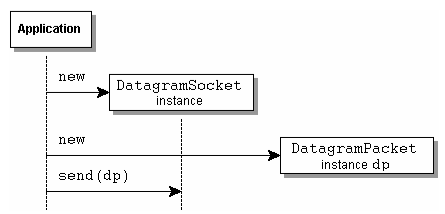 Application
new
DatagramSocket
instance
new
DatagramPacket
instance dp
send(dp)